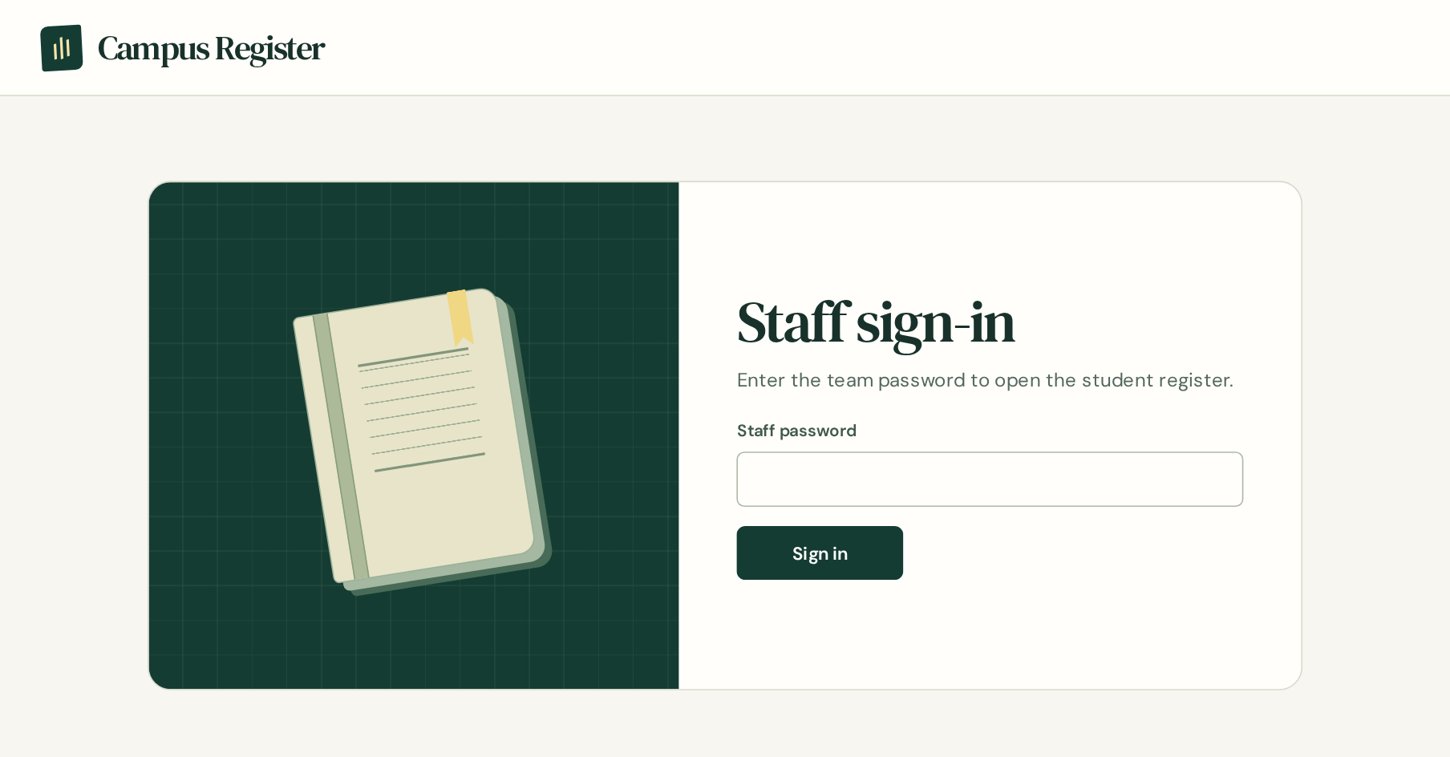 Campus Register
Staff sign-in
Enter the team password to open the student register.
Staff password
Sign in